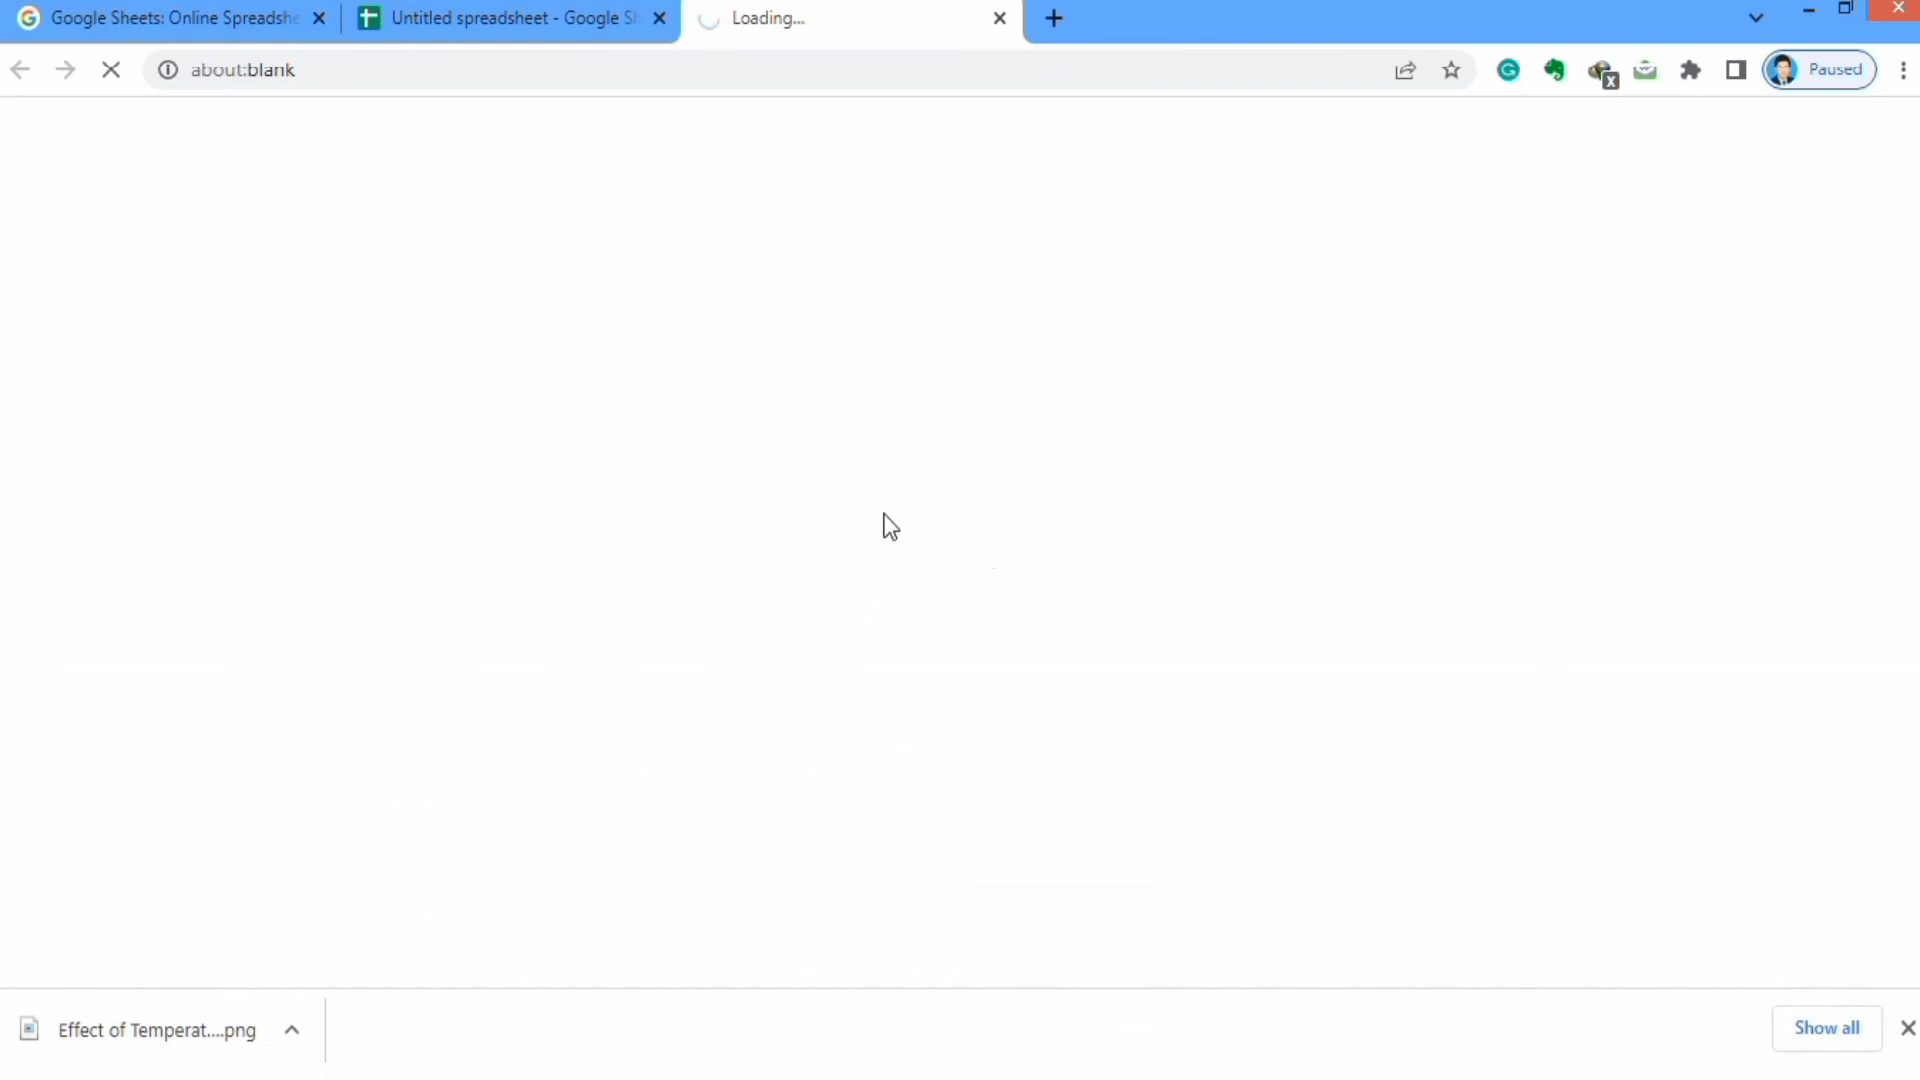 Google Sheets: Online Spreadshe
Untitled spreadsheet - Google Sh
Loading...
about:blank
X
Paused
Effect of Temperat....png
Show all